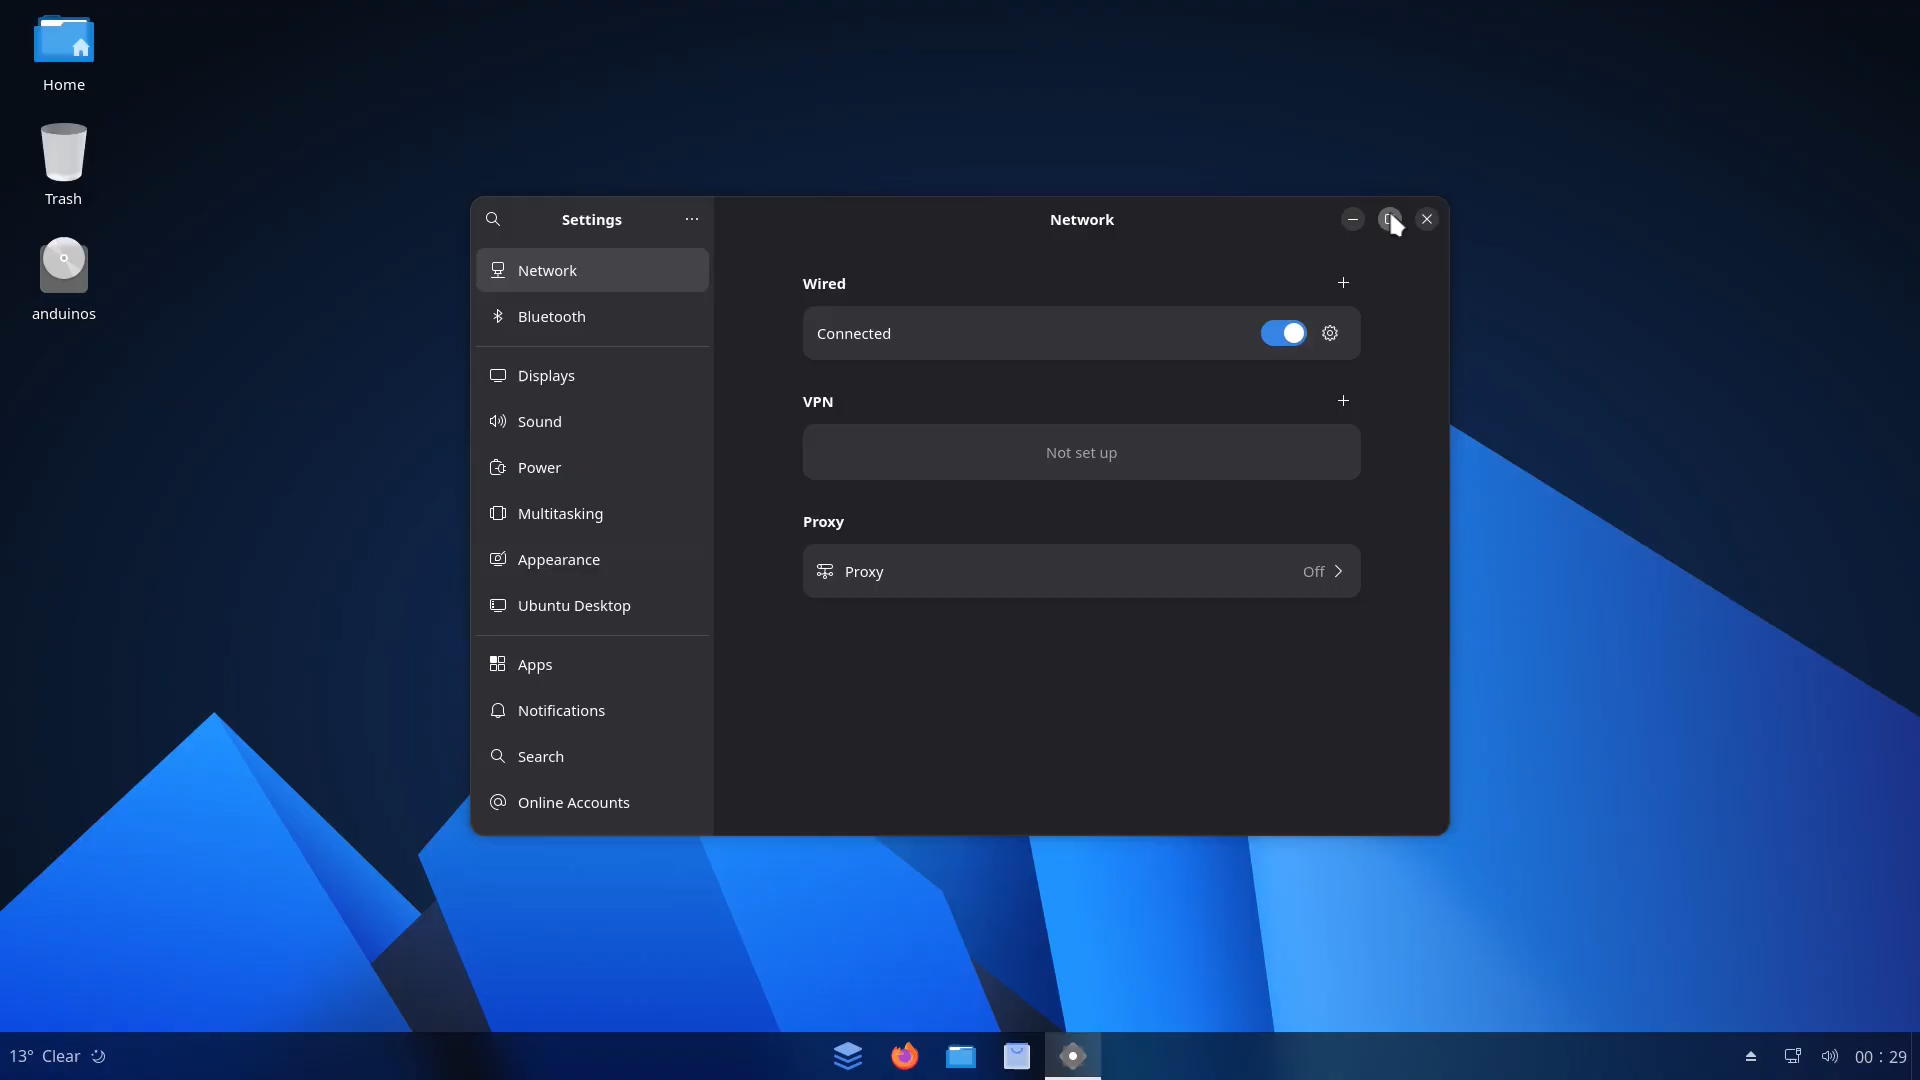 Home
Trash
anduinos
Settings
Network
Bluetooth
Displays
Sound
Power
Multitasking
Appearance
Ubuntu Desktop
Apps
Notifications
Search
Online Accounts
Network
Wired
Connected
VPN
Not set up
Proxy
Proxy Off
13° Clear
00 : 29